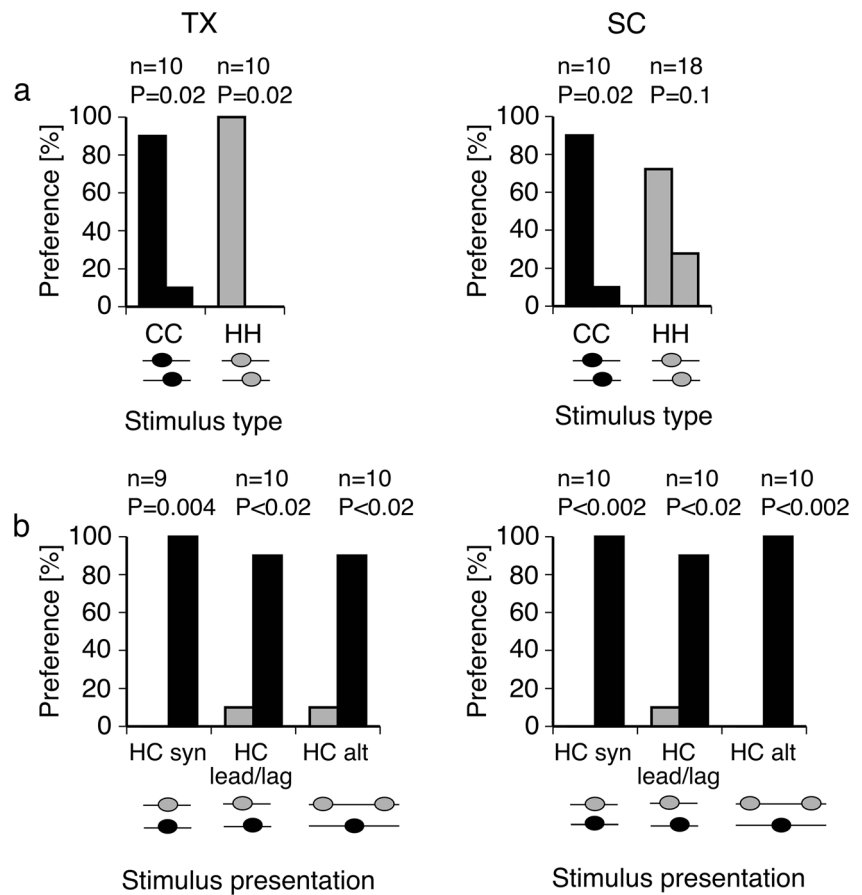 TX
SC
a
n=10 n=10
P=0.02 P=0.02
Preference [%]
100
80
60
40
20
0
CC HH
Stimulus type
n=10 n=18
P=0.02 P=0.1
Preference [%]
100
80
60
40
20
0
CC HH
Stimulus type
b
n=9 n=10 n=10
P=0.004 P<0.02 P<0.02
Preference [%]
100
80
60
40
20
0
HC syn HC HC alt
lead/lag
Stimulus presentation
n=10 n=10 n=10
P<0.002 P<0.02 P<0.002
Preference [%]
100
80
60
40
20
0
HC syn HC HC alt
lead/lag
Stimulus presentation